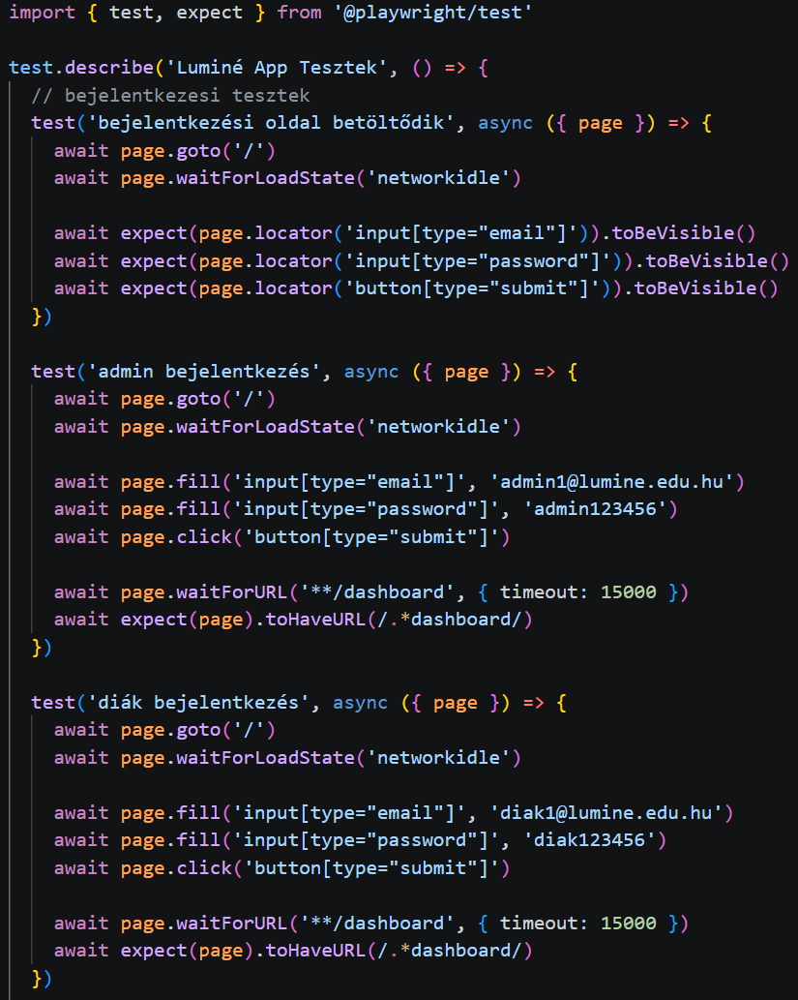 import { test, expect } from '@playwright/test'
test.describe('Luminé App Tesztek', () => {
// bejelentkezesi tesztek
test('bejelentkezési oldal betöltődik', async ({ page }) => {
await page.goto('/')
await page.waitForLoadState('networkidle')
await expect(page.locator('input[type="email"]')).toBeVisible()
await expect(page.locator('input[type="password"]')).toBeVisible()
await expect(page.locator('button[type="submit"]')).toBeVisible()
})
test('admin bejelentkezés', async ({ page }) => {
await page.goto('/')
await page.waitForLoadState('networkidle')
await page.fill('input[type="email"]', 'admin1@lumine.edu.hu')
await page.fill('input[type="password"]', 'admin123456')
await page.click('button[type="submit"]')
await page.waitForURL('**/dashboard', { timeout: 15000 })
await expect(page).toHaveURL(/.*dashboard/)
})
test('diák bejelentkezés', async ({ page }) => {
await page.goto('/')
await page.waitForLoadState('networkidle')
await page.fill('input[type="email"]', 'diak1@lumine.edu.hu')
await page.fill('input[type="password"]', 'diak123456')
await page.click('button[type="submit"]')
await page.waitForURL('**/dashboard', { timeout: 15000 })
await expect(page).toHaveURL(/.*dashboard/)
})